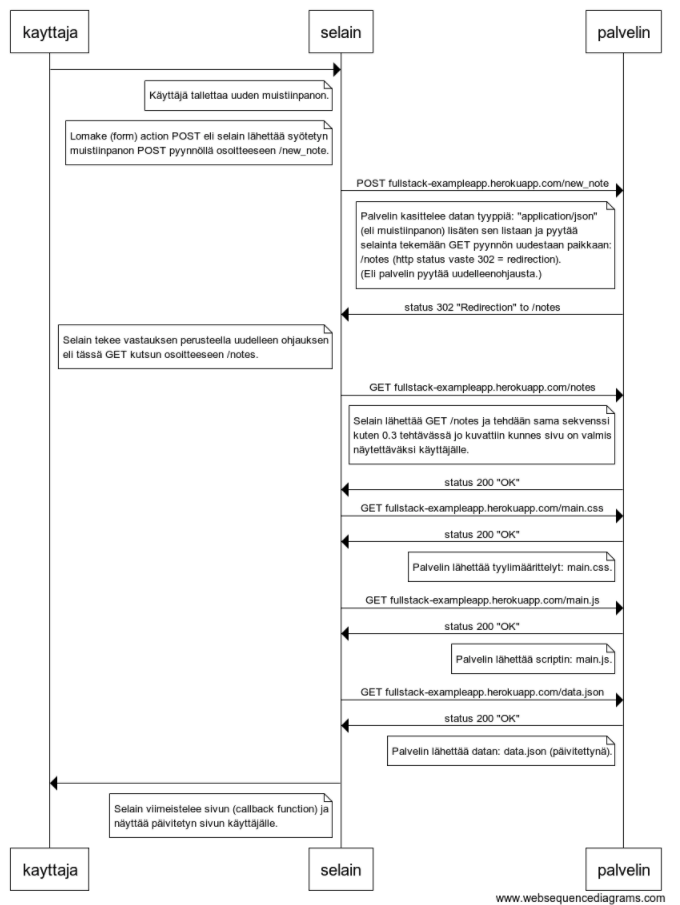 kayttaja
selain
palvelin
Käyttäjä tallettaa uuden muistiinpanon.
Lomake (form) action POST eli selain lähettää syötetyn
muistiinpanon POST pyynnöllä osoitteeseen /new_note.
POST fullstack-exampleapp.herokuapp.com/new_note
Palvelin kasittelee datan tyyppiä: "application/json"
(eli muistiinpanon) lisäten sen listaan ja pyytää
selainta tekemään GET pyynnön uudestaan paikkaan:
/notes (http status vaste 302 = redirection).
(Eli palvelin pyytää uudelleenohjausta.)
status 302 "Redirection" to /notes
Selain tekee vastauksen perusteella uudelleen ohjauksen
eli tässä GET kutsun osoitteeseen /notes.
GET fullstack-exampleapp.herokuapp.com/notes
Selain lähettää GET /notes ja tehdään sama sekvenssi
kuten 0.3 tehtävässä jo kuvattiin kunnes sivu on valmis
näytettäväksi käyttäjälle.
status 200 "OK"
GET fullstack-exampleapp.herokuapp.com/main.css
status 200 "OK"
Palvelin lähettää tyylimäärittelyt: main.css.
GET fullstack-exampleapp.herokuapp.com/main.js
status 200 "OK"
Palvelin lähettää scriptin: main.js.
GET fullstack-exampleapp.herokuapp.com/data.json
status 200 "OK"
Palvelin lähettää datan: data.json (päivitettynä).
Selain viimeistelee sivun (callback function) ja
näyttää päivitetyn sivun käyttäjälle.
kayttaja
selain
palvelin
www.websequencediagrams.com